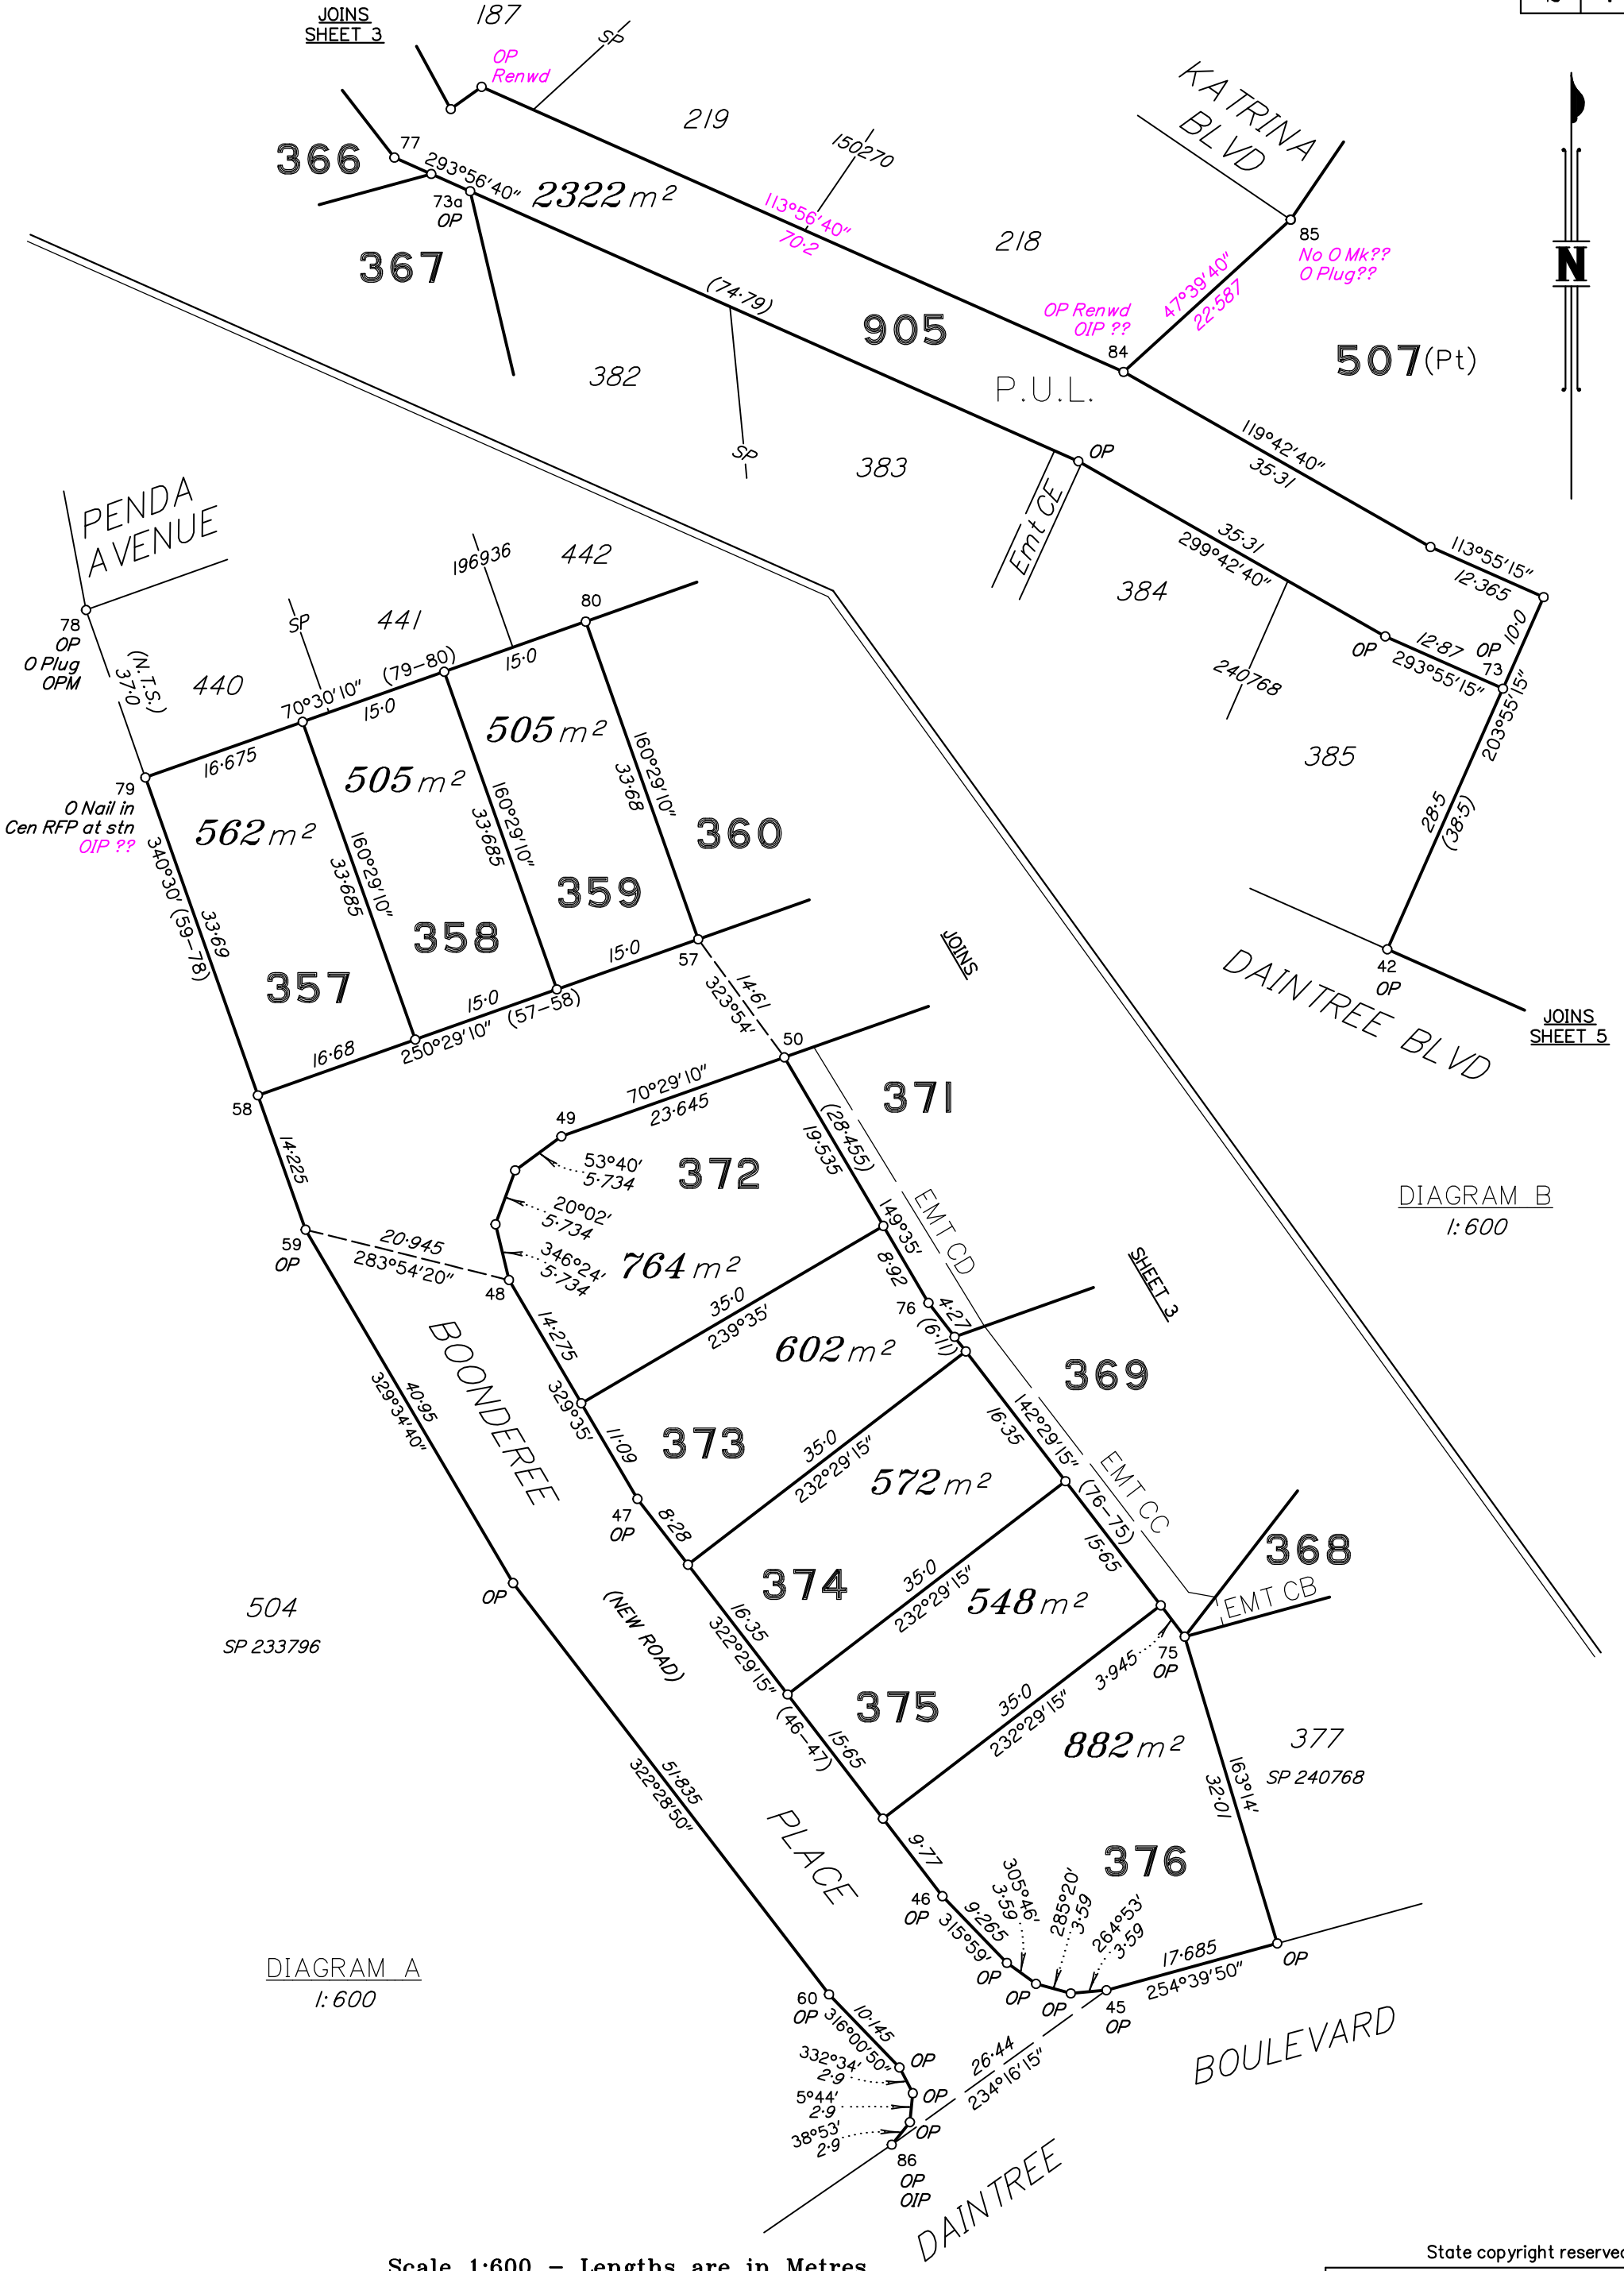 JOINS
SHEET 3
187
SP
OP
Renwd
219
150270
KATRINA
BLVD
366
77
293°56'40"
2322 m²
73a
OP
367
113°56'40"
70·2
218
85
No O Mk??
O Plug??
N
47°39'40"
22·587
OP Renwd
OIP ??
84
(74·79)
905
507(Pt)
P.U.L.
382
SP
383
OP
Emt CE
119°42'40"
35·31
35·31
299°42'40"
113°55'15"
12·365
10·0
384
OP
12·87
293°55'15"
OP
73
203°55'15"
240768
385
28·5
(38·5)
42
OP
DAINTREE BLVD
JOINS
SHEET 5
DIAGRAM B
1:600
PENDA
AVENUE
78
OP
O Plug
OPM
(N.T.S.)
37·0
196936
442
80
441
SP
(79-80)
15·0
440
70°30'10"
15·0
16·675
79
O Nail in
Cen RFP at stn
OIP ??
505 m²
505 m²
562 m²
160°29'10"
33·68
160°29'10"
33·685
160°29'10"
33·685
340°30' (59-78)
33·69
360
359
358
357
57
15·0
15·0
250°29'10" (57-58)
16·68
58
14·61
323°54'
JOINS
50
70°29'10"
23·645
49
371
(28·455)
19·535
53°40'
5·734
372
20°02'
5·734
346°24'
5·734
764 m²
14·225
59
OP
20·945
283°54'20"
48
149°35'
8·92
EMT CD
SHEET 3
76
4·27
(6·11)
35·0
239°35'
602 m²
14·275
329°35'
BOONDEREE
40·95
329°34'40"
369
373
11·09
35·0
232°29'15"
142°29'15"
16·35
(76-75)
EMT CC
572 m²
47
OP
8·28
15·65
368
374
35·0
232°29'15"
548 m²
EMT CB
OP
504
SP 233796
(NEW ROAD)
16·35
322°29'15"
(46-47)
3·945
75
OP
375
35·0
232°29'15"
15·65
882 m²
377
SP 240768
163°14'
32·01
51·835
322°28'50"
PLACE
9·77
376
305°46'
3·59
285°20'
3·59
264°53'
3·59
46
OP
9·265
315°59'
OP
OP
OP
17·685
254°39'50"
OP
45
OP
DIAGRAM A
1:600
60
OP
10·145
316°00'50"
OP
332°34'
2·9
OP
5°44'
2·9
OP
38°53'
2·9
26·44
234°16'15"
86
OP
OIP
DAINTREE
BOULEVARD
Scale 1:600 - Lengths are in Metres
State copyright reserved